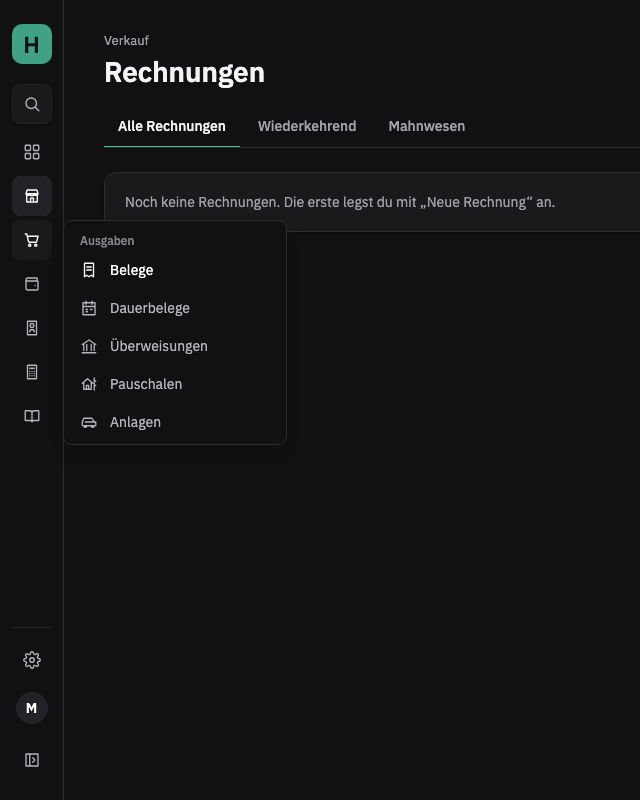 H
Verkauf
Rechnungen
Alle Rechnungen
Wiederkehrend
Mahnwesen
Noch keine Rechnungen. Die erste legst du mit „Neue Rechnung“ an.
Ausgaben
Belege
Dauerbelege
Überweisungen
Pauschalen
Anlagen
M